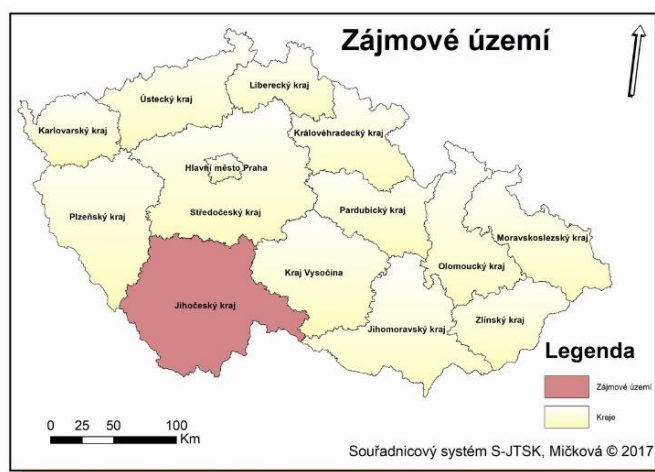 Zájmové území
Liberecký kraj
Ústecký kraj
Karlovarský kraj
Královéhradecký kraj
Hlavní město Praha
Plzeňský kraj
Středočeský kraj
Pardubický kraj
Moravskoslezský kraj
Olomoucký kraj
Kraj Vysočina
Jihočeský kraj
Jihomoravský kraj
Zlínský kraj
Legenda
Zájmové území
Kraje
0 25 50 100
Km
Souřadnicový systém S-JTSK, Mičková © 2017